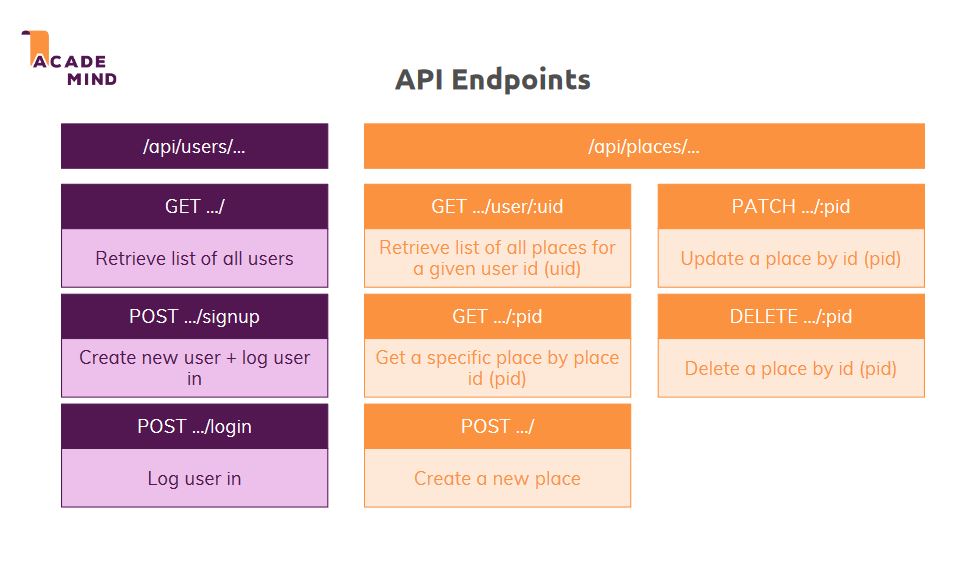 ACADE
MIND
API Endpoints
/api/users/...
GET .../
Retrieve list of all users
POST .../signup
Create new user + log user
in
POST .../login
Log user in
/api/places/...
GET .../user/:uid
Retrieve list of all places for
a given user id (uid)
GET .../:pid
Get a specific place by place
id (pid)
POST .../
Create a new place
PATCH .../:pid
Update a place by id (pid)
DELETE .../:pid
Delete a place by id (pid)